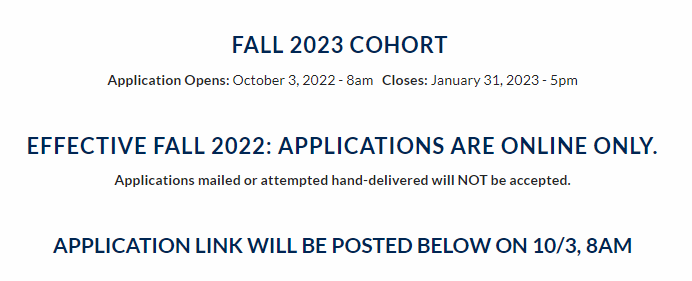 FALL 2023 COHORT
Application Opens: October 3, 2022 - 8am Closes: January 31, 2023 - 5pm
EFFECTIVE FALL 2022: APPLICATIONS ARE ONLINE ONLY.
Applications mailed or attempted hand-delivered will NOT be accepted.
APPLICATION LINK WILL BE POSTED BELOW ON 10/3, 8AM